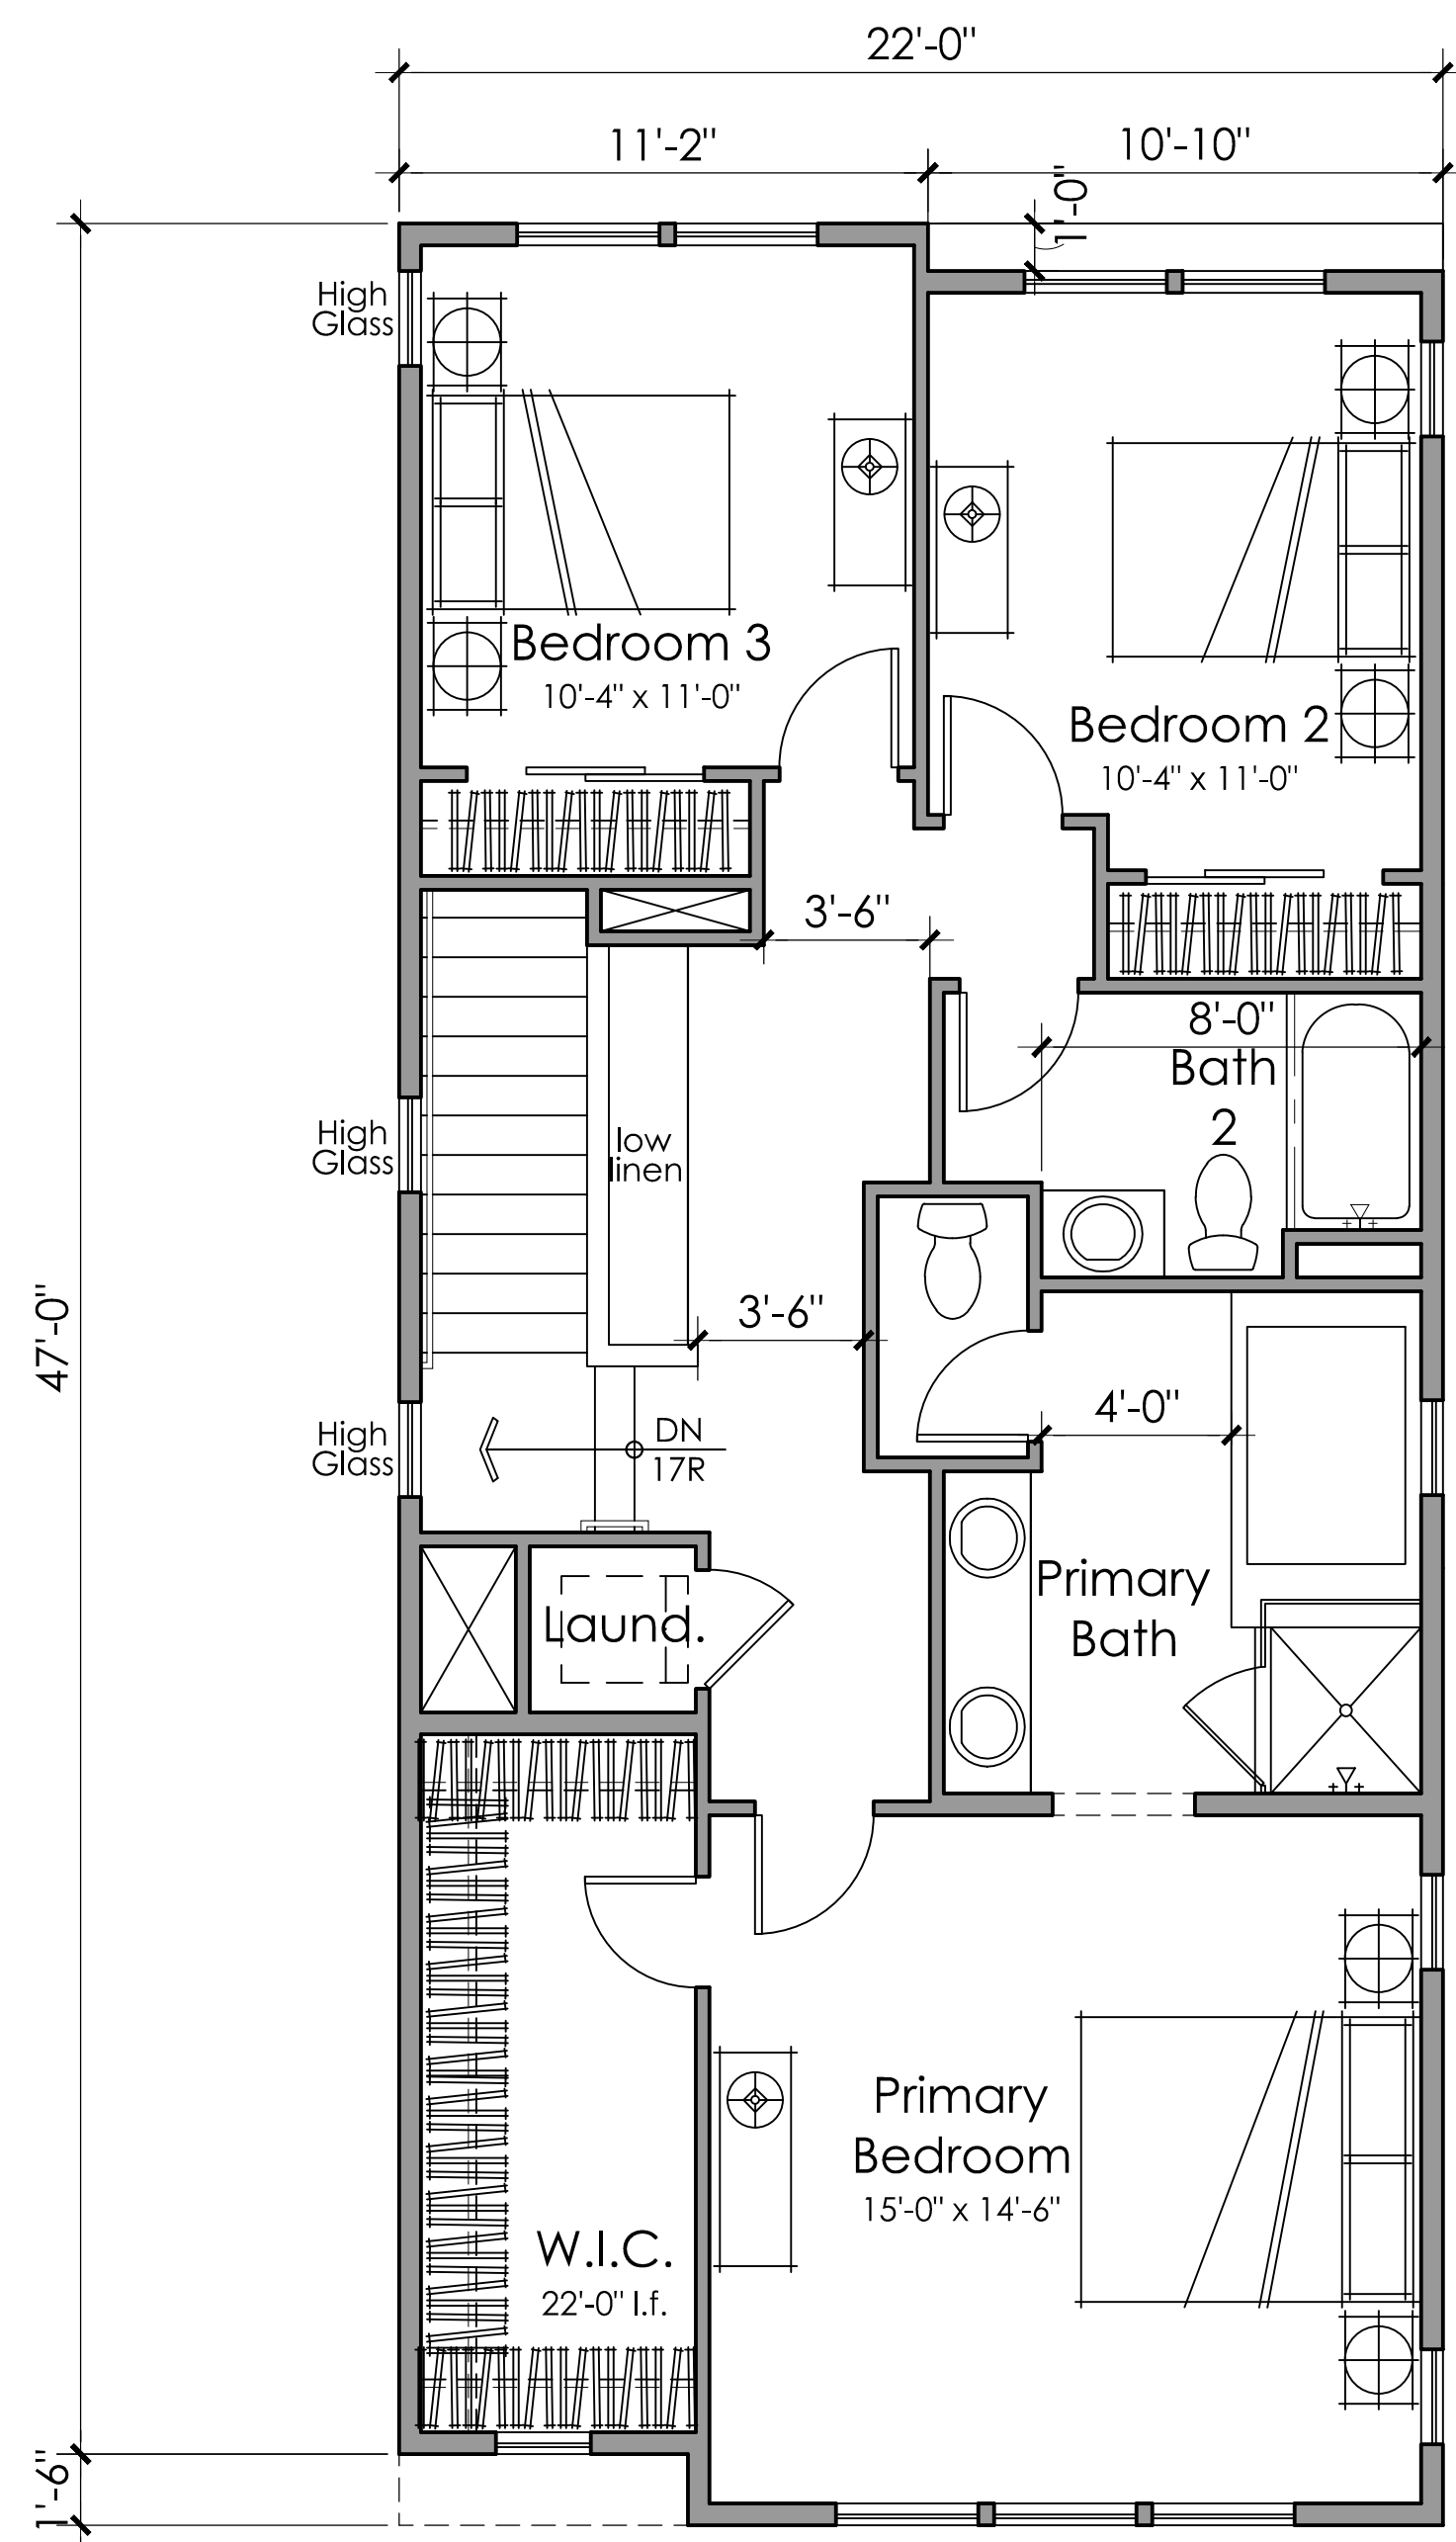 22'-0"
11'-2"
10'-10"
1'-0"
High
Glass
Bedroom 3
10'-4" x 11'-0"
Bedroom 2
10'-4" x 11'-0"
3'-6"
8'-0"
Bath
2
High
Glass
low
linen
47'-0"
3'-6"
4'-0"
High
Glass
DN
17R
Primary
Bath
Laund.
Primary
Bedroom
15'-0" x 14'-6"
W.I.C.
22'-0" l.f.
1'-6"